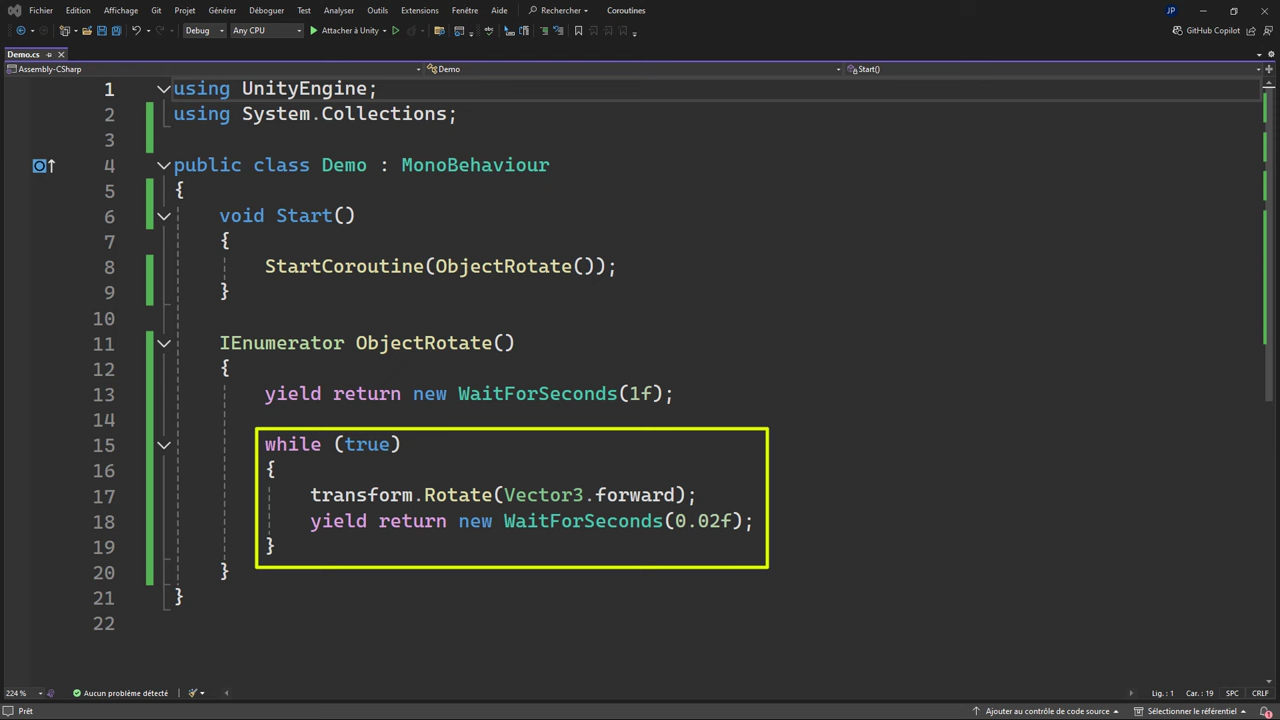 Fichier Edition Affichage Git Projet Générer Déboguer Test Analyser Outils Extensions Fenêtre Aide Rechercher Coroutines JP
Debug Any CPU Attacher à Unity GitHub Copilot
Demo.cs
Assembly-CSharp Demo Start()
1 using UnityEngine;
2 using System.Collections;
3
4 public class Demo : MonoBehaviour
5 {
6 void Start()
7 {
8 StartCoroutine(ObjectRotate());
9 }
10
11 IEnumerator ObjectRotate()
12 {
13 yield return new WaitForSeconds(1f);
14
15 while (true)
16 {
17 transform.Rotate(Vector3.forward);
18 yield return new WaitForSeconds(0.02f);
19 }
20 }
21 }
22
224 % Aucun problème détecté Lig. : 1 Car. : 19 SPC CRLF
Prêt Ajouter au contrôle de code source Sélectionner le référentiel